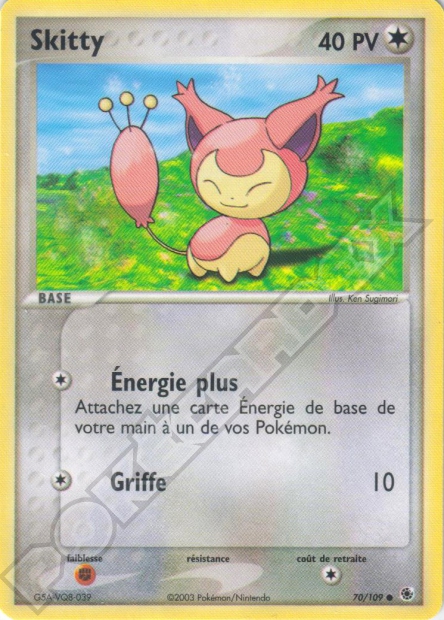 Skitty 40 PV
BASE Illus. Ken Sugimori
Énergie plus
Attachez une carte Énergie de base de
votre main à un de vos Pokémon.
Griffe 10
faiblesse résistance coût de retraite
G5A-VQ8-039 ©2003 Pokémon/Nintendo 70/109